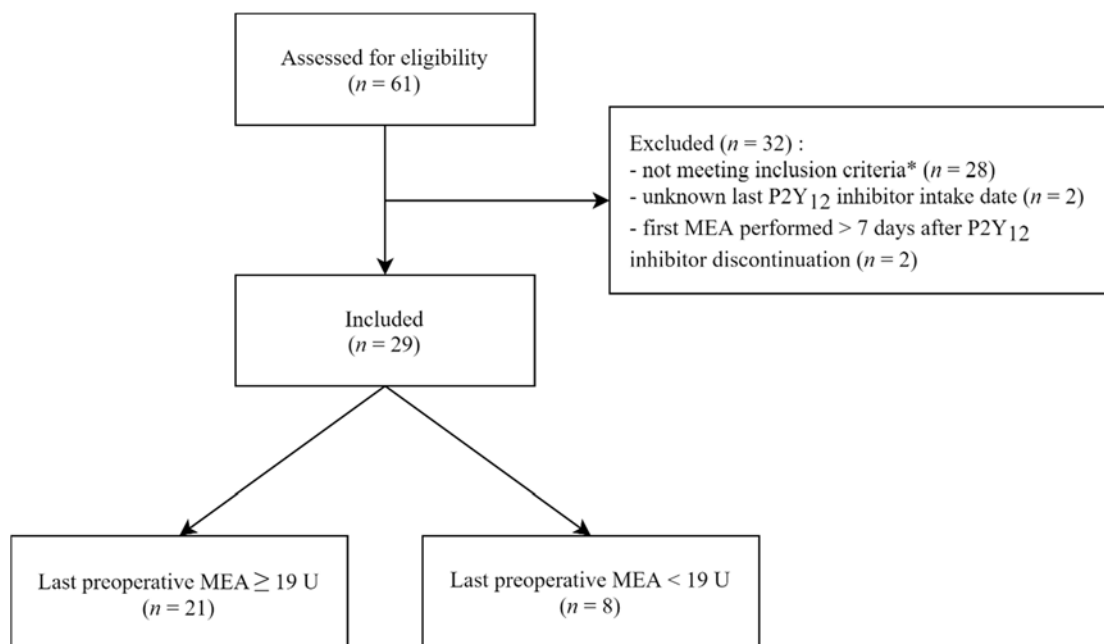 Assessed for eligibility
(n = 61)
Excluded (n = 32) :
- not meeting inclusion criteria* (n = 28)
- unknown last P2Y12 inhibitor intake date (n = 2)
- first MEA performed > 7 days after P2Y12
inhibitor discontinuation (n = 2)
Included
(n = 29)
Last preoperative MEA ≥ 19 U
(n = 21)
Last preoperative MEA < 19 U
(n = 8)